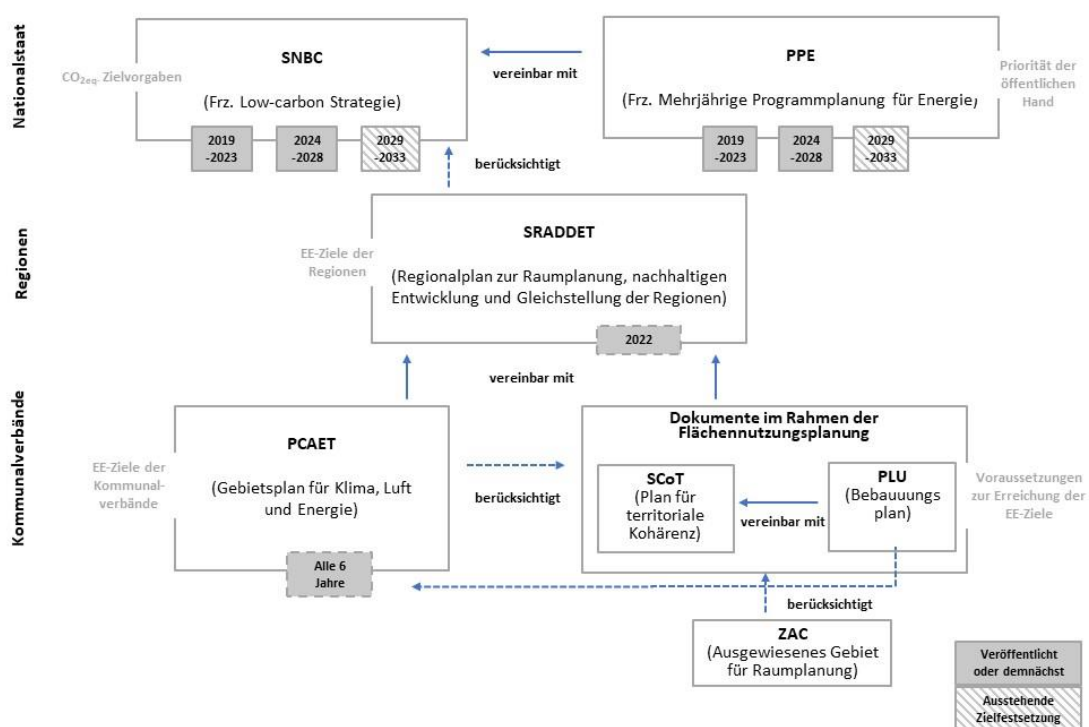 Nationalstaat
CO2eq- Zielvorgaben
SNBC
(Frz. Low-carbon Strategie)
2019
-2023
2024
-2028
2029
-2033
vereinbar mit
PPE
(Frz. Mehrjährige Programmplanung für Energie)
2019
-2023
2024
-2028
2029
-2033
Priorität der
öffentlichen
Hand
berücksichtigt
Regionen
EE-Ziele der
Regionen
SRADDET
(Regionalplan zur Raumplanung, nachhaltigen
Entwicklung und Gleichstellung der Regionen)
2022
vereinbar mit
Kommunalverbände
EE-Ziele der
Kommunal-
verbände
PCAET
(Gebietsplan für Klima, Luft
und Energie)
Alle 6
Jahre
berücksichtigt
Dokumente im Rahmen der
Flächennutzungsplanung
SCoT
(Plan für
territoriale
Kohärenz)
vereinbar mit
PLU
(Bebauuungs
plan)
Voraussetzungen
zur Erreichung der
EE-Ziele
berücksichtigt
ZAC
(Ausgewiesenes Gebiet
für Raumplanung)
Veröffentlicht
oder demnächst
Ausstehende
Zielfestsetzung